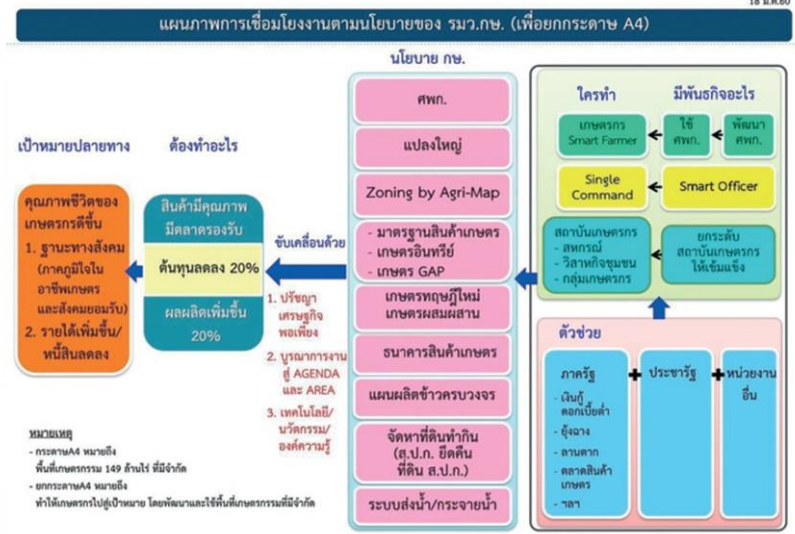 18 มี.ค.60
แผนภาพการเชื่อมโยงงานตามนโยบายของ รมว.กษ. (เพื่อยกกระดาษ A4)
เป้าหมายปลายทาง
คุณภาพชีวิตของ
เกษตรกรดีขึ้น
1. ฐานะทางสังคม
(ภาคภูมิใจใน
อาชีพเกษตร
และสังคมยอมรับ)
2. รายได้เพิ่มขึ้น/
หนี้สินลดลง
ต้องทำอะไร
สินค้ามีคุณภาพ
มีตลาดรองรับ
ต้นทุนลดลง 20%
ผลผลิตเพิ่มขึ้น
20%
ขับเคลื่อนด้วย
1. ปรัชญา
เศรษฐกิจ
พอเพียง
2. บูรณาการงาน
สู่ AGENDA
และ AREA
3. เทคโนโลยี/
นวัตกรรม/
องค์ความรู้
นโยบาย กษ.
ศพก.
แปลงใหญ่
Zoning by Agri-Map
- มาตรฐานสินค้าเกษตร
- เกษตรอินทรีย์
- เกษตร GAP
เกษตรทฤษฎีใหม่
เกษตรผสมผสาน
ธนาคารสินค้าเกษตร
แผนผลิตข้าวครบวงจร
จัดหาที่ดินทำกิน
(ส.ป.ก. ยึดคืน
ที่ดิน ส.ป.ก.)
ระบบส่งน้ำ/กระจายน้ำ
ใครทำ
มีพันธกิจอะไร
เกษตรกร
Smart Farmer
ใช้
ศพก.
พัฒนา
ศพก.
Single
Command
Smart Officer
สถาบันเกษตรกร
- สหกรณ์
- วิสาหกิจชุมชน
- กลุ่มเกษตรกร
ยกระดับ
สถาบันเกษตรกร
ให้เข้มแข็ง
ตัวช่วย
ภาครัฐ
- เงินกู้
ดอกเบี้ยต่ำ
- ยุ้งฉาง
- ลานตาก
- ตลาดสินค้า
เกษตร
- ฯลฯ
+
ประชารัฐ
+
หน่วยงาน
อื่น
หมายเหตุ
- กระดาษA4 หมายถึง
พื้นที่เกษตรกรรม 149 ล้านไร่ ที่มีจำกัด
- ยกกระดาษA4 หมายถึง
ทำให้เกษตรกรไปสู่เป้าหมาย โดยพัฒนาและใช้พื้นที่เกษตรกรรมที่มีจำกัด